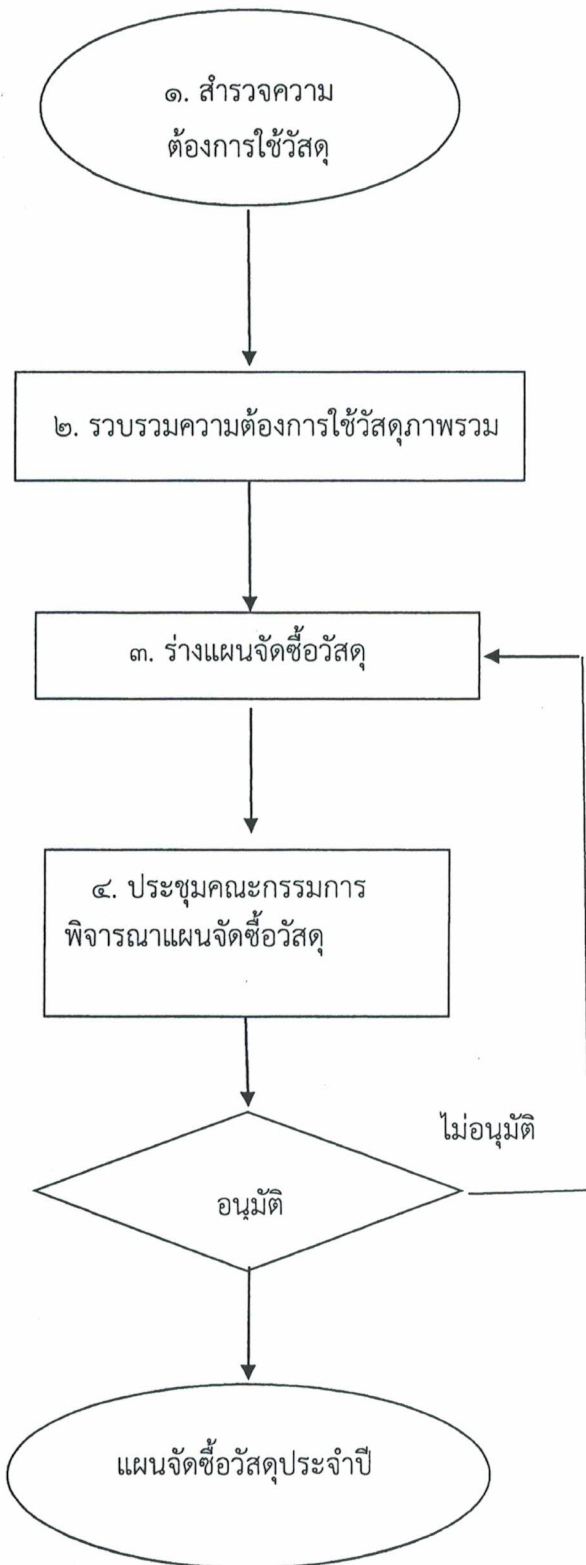 ๑. สำรวจความ
ต้องการใช้วัสดุ
๒. รวบรวมความต้องการใช้วัสดุภาพรวม
๓. ร่างแผนจัดซื้อวัสดุ
๔. ประชุมคณะกรรมการ
พิจารณาแผนจัดซื้อวัสดุ
ไม่อนุมัติ
อนุมัติ
แผนจัดซื้อวัสดุประจำปี